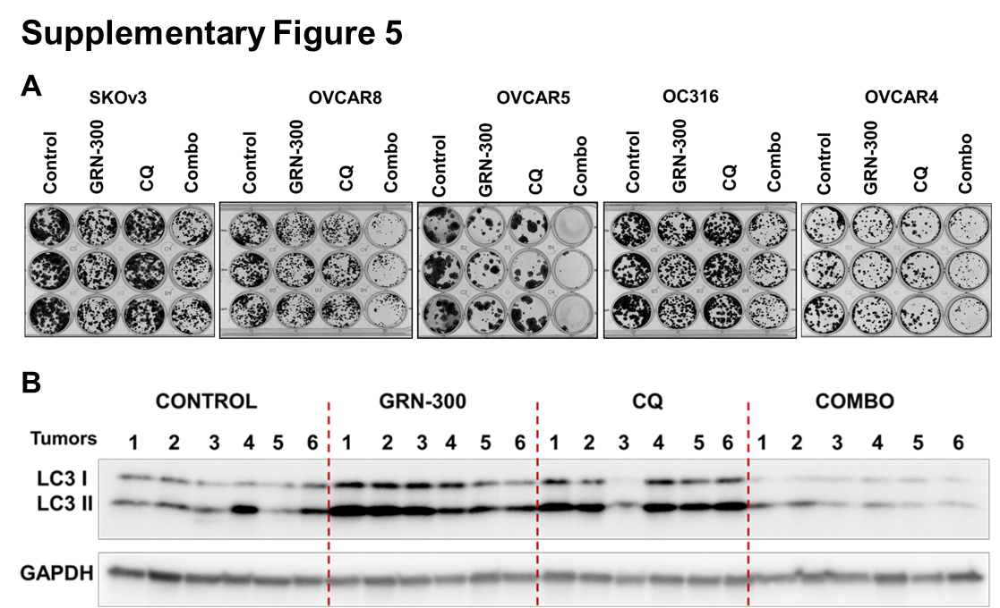 Supplementary Figure 5
A
SKOv3 OVCAR8 OVCAR5 OC316 OVCAR4
Control GRN-300 CQ Combo Control GRN-300 CQ Combo Control GRN-300 CQ Combo Control GRN-300 CQ Combo Control GRN-300 CQ Combo
B
CONTROL GRN-300 CQ COMBO
Tumors 1 2 3 4 5 6 1 2 3 4 5 6 1 2 3 4 5 6 1 2 3 4 5 6
LC3 I
LC3 II
GAPDH